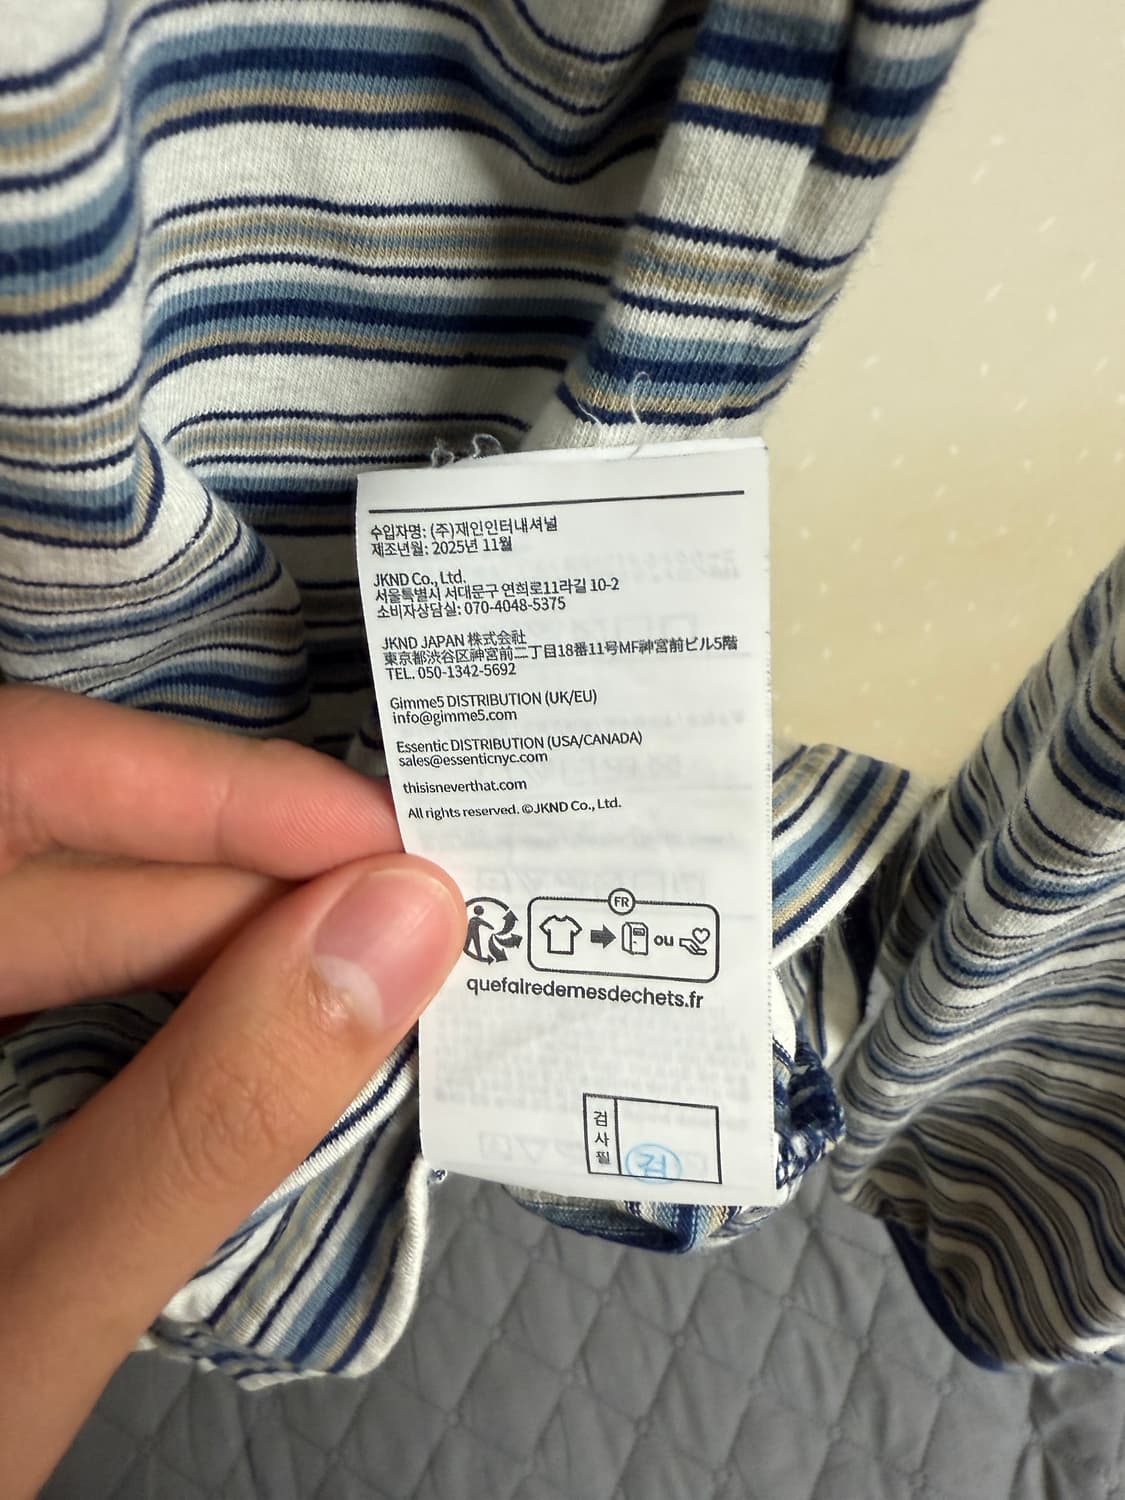 수입자명: (주)재인인터내셔널
제조년월: 2025년 11월
JKND Co., Ltd.
서울특별시 서대문구 연희로11라길 10-2
소비자상담실: 070-4048-5375
JKND JAPAN 株式会社
東京都渋谷区神宮前二丁目18番11号MF神宮前ビル5階
TEL. 050-1342-5692
Gimme5 DISTRIBUTION (UK/EU)
info@gimme5.com
Essentic DISTRIBUTION (USA/CANADA)
sales@essenticnyc.com
thisisneverthat.com
All rights reserved. ©JKND Co., Ltd.
FR
ou
quefairedemesdechets.fr
검사필
검